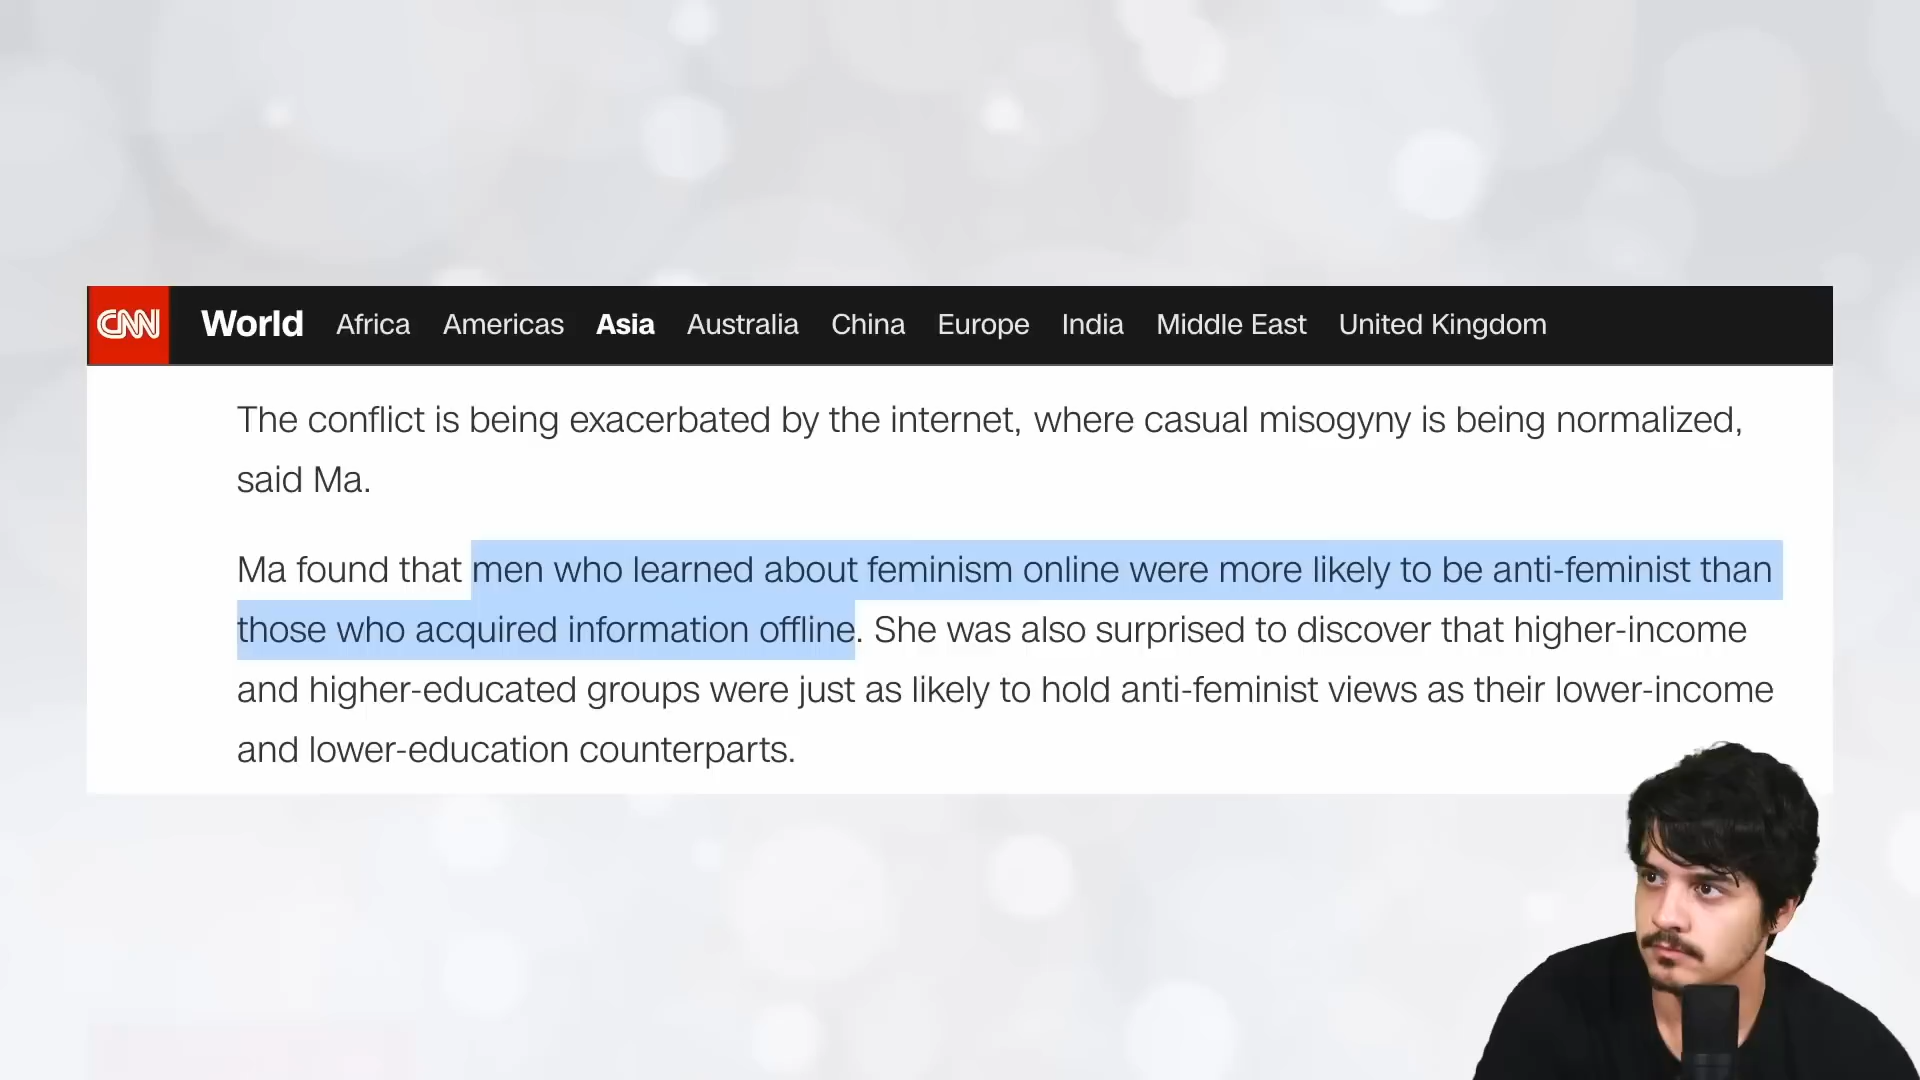 CNN World Africa Americas Asia Australia China Europe India Middle East United Kingdom
The conflict is being exacerbated by the internet, where casual misogyny is being normalized,
said Ma.
Ma found that men who learned about feminism online were more likely to be anti-feminist than
those who acquired information offline. She was also surprised to discover that higher-income
and higher-educated groups were just as likely to hold anti-feminist views as their lower-income
and lower-education counterparts.